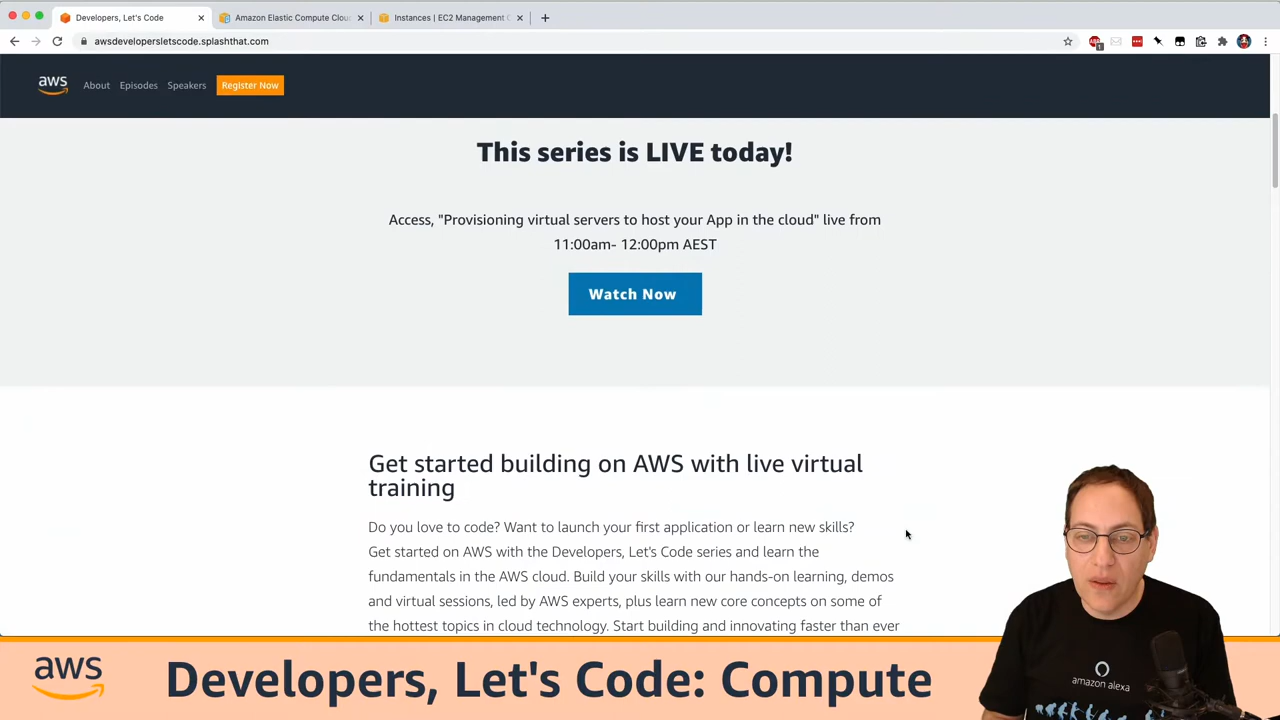 Developers, Let's Code
Amazon Elastic Compute Clou
Instances | EC2 Management C
awsdevelopersletscode.splashthat.com
aws
About
Episodes
Speakers
Register Now
This series is LIVE today!
Access, "Provisioning virtual servers to host your App in the cloud" live from
11:00am- 12:00pm AEST
Watch Now
Get started building on AWS with live virtual
training
Do you love to code? Want to launch your first application or learn new skills?
Get started on AWS with the Developers, Let's Code series and learn the
fundamentals in the AWS cloud. Build your skills with our hands-on learning, demos
and virtual sessions, led by AWS experts, plus learn new core concepts on some of
the hottest topics in cloud technology. Start building and innovating faster than ever
amazon alexa
aws
Developers, Let's Code: Compute